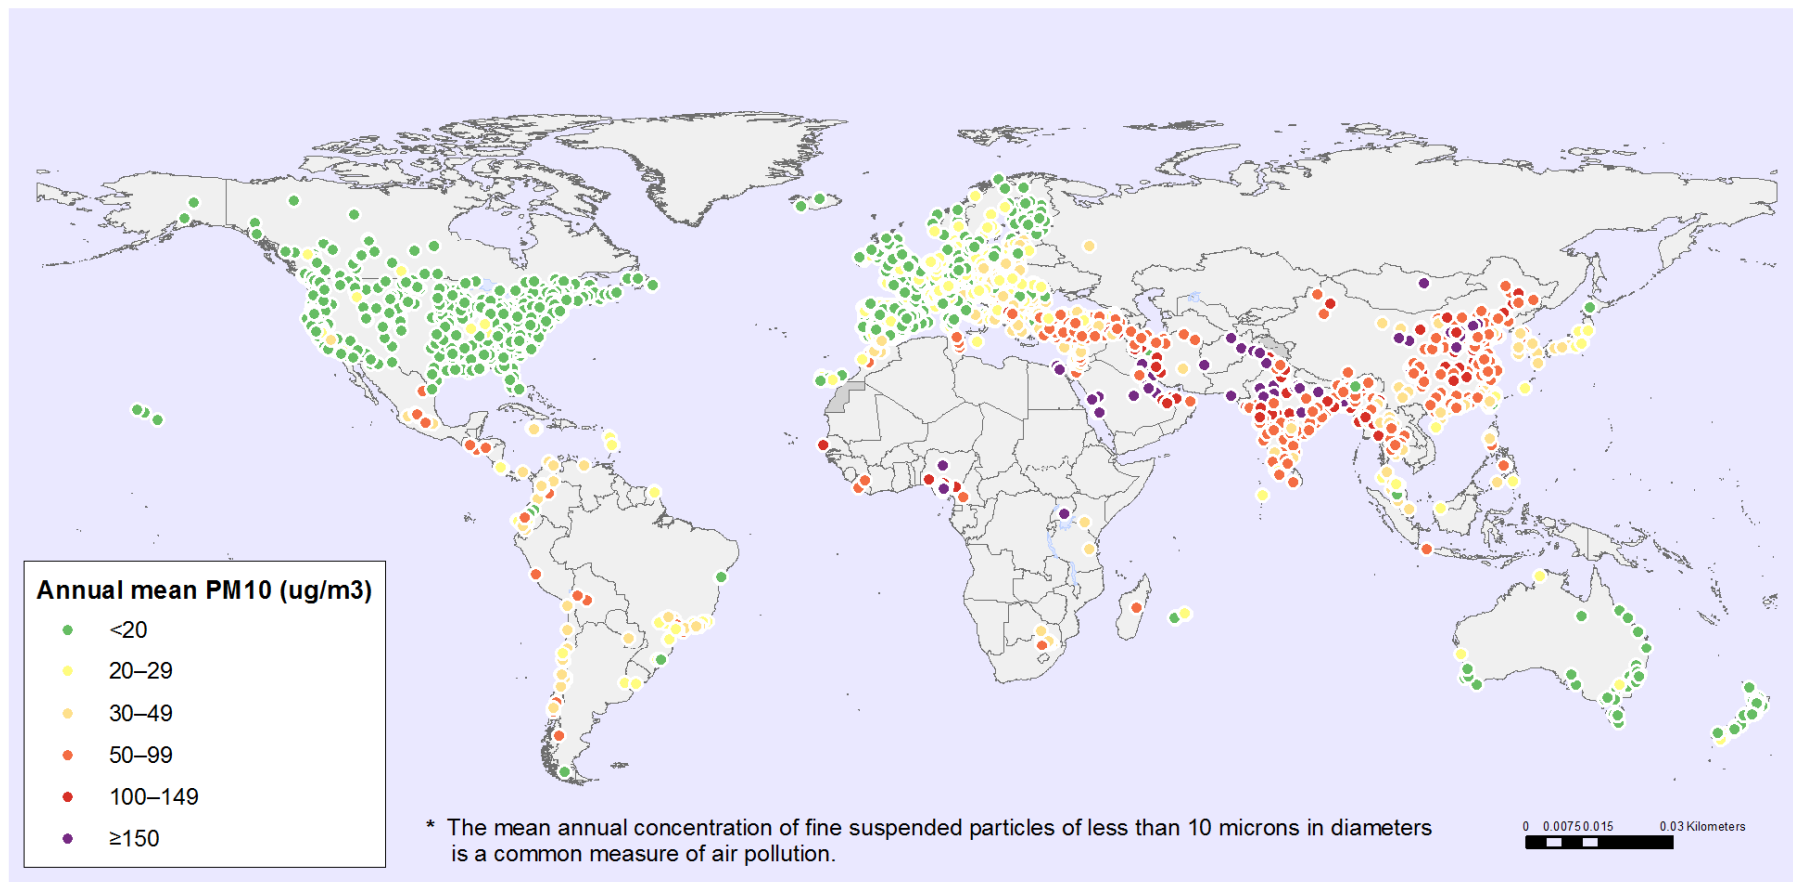 Annual mean PM10 (ug/m3)
<20
20–29
30–49
50–99
100–149
≥150
* The mean annual concentration of fine suspended particles of less than 10 microns in diameters
is a common measure of air pollution.
0 0.0075 0.015 0.03 Kilometers